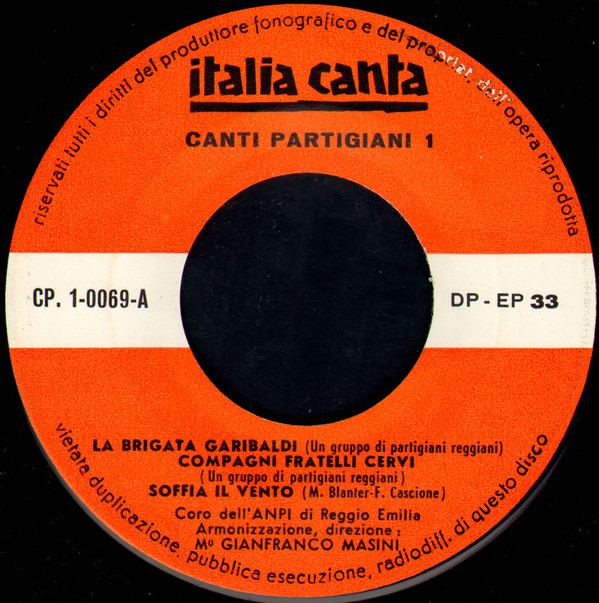 riservati tutti i diritti del produttore fonografico e del propriet. dell'opera riprodotta
italia canta
CANTI PARTIGIANI 1
CP. 1-0069-A
DP - EP 33
LA BRIGATA GARIBALDI (Un gruppo di partigiani reggiani)
COMPAGNI FRATELLI CERVI
(Un gruppo di partigiani reggiani)
SOFFIA IL VENTO (M. Blanter-F. Cascione)
Coro dell'ANPI di Reggio Emilia
Armonizzazione, direzione:
Mº GIANFRANCO MASINI
vietata duplicazione, pubblica esecuzione, radiodiff. di questo disco